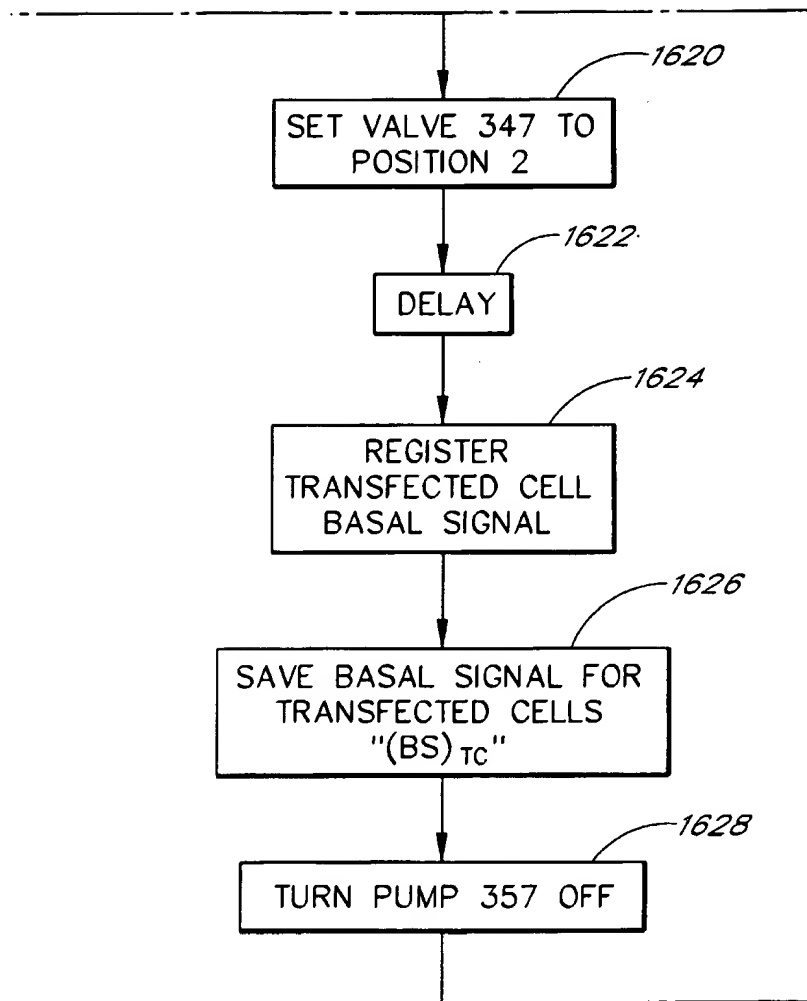 1620
SET VALVE 347 TO
POSITION 2
1622
DELAY
1624
REGISTER
TRANSFECTED CELL
BASAL SIGNAL
1626
SAVE BASAL SIGNAL FOR
TRANSFECTED CELLS
"(BS)TC"
1628
TURN PUMP 357 OFF